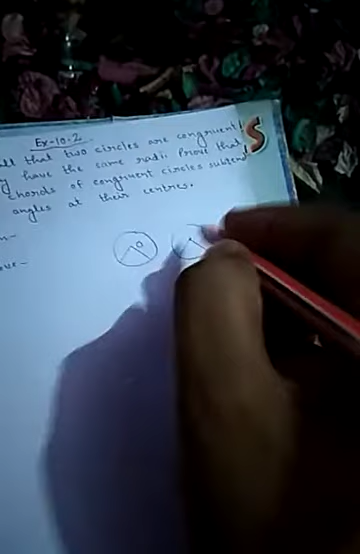 Ex-10.2
all that two circles are congruent
have the same radii. Prove that
chords of congruent circles subtend
angles at their centres.
O
S